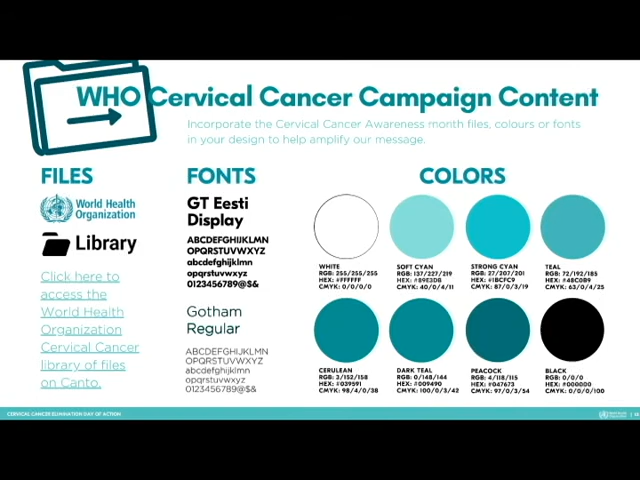 WHO Cervical Cancer Campaign Content
Incorporate the Cervical Cancer Awareness month files, colours or fonts
in your design to help amplify our message.
FILES
World Health
Organization
Library
Click here to
access the
World Health
Organization
Cervical Cancer
library of files
on Canto.
FONTS
GT Eesti
Display
ABCDEFGHIJKLMN
OPQRSTUVWXYZ
abcdefghijklm
opqrstuvwxyz
0123456789@$&
Gotham
Regular
ABCDEFGHIJKLMN
OPQRSTUVWXYZ
abcdefghijklm
opqrstuvwxyz
0123456789@$&
COLORS
WHITE
RGB: 255/255/255
HEX: #FFFFFF
CMYK: 0/0/0/0
SOFT CYAN
RGB: 137/227/219
HEX: #89E3DB
CMYK: 40/0/4/11
STRONG CYAN
RGB: 27/207/201
HEX: #1BCFC9
CMYK: 87/0/3/19
TEAL
RGB: 72/192/185
HEX: #48C0B9
CMYK: 63/0/4/25
CERULEAN
RGB: 3/152/158
HEX: #039591
CMYK: 98/4/0/38
DARK TEAL
RGB: 0/148/144
HEX: #009490
CMYK: 100/0/3/42
PEACOCK
RGB: 4/118/115
HEX: #047673
CMYK: 97/0/3/54
BLACK
RGB: 0/0/0
HEX: #000000
CMYK: 0/0/0/100
CERVICAL CANCER ELIMINATION DAY OF ACTION